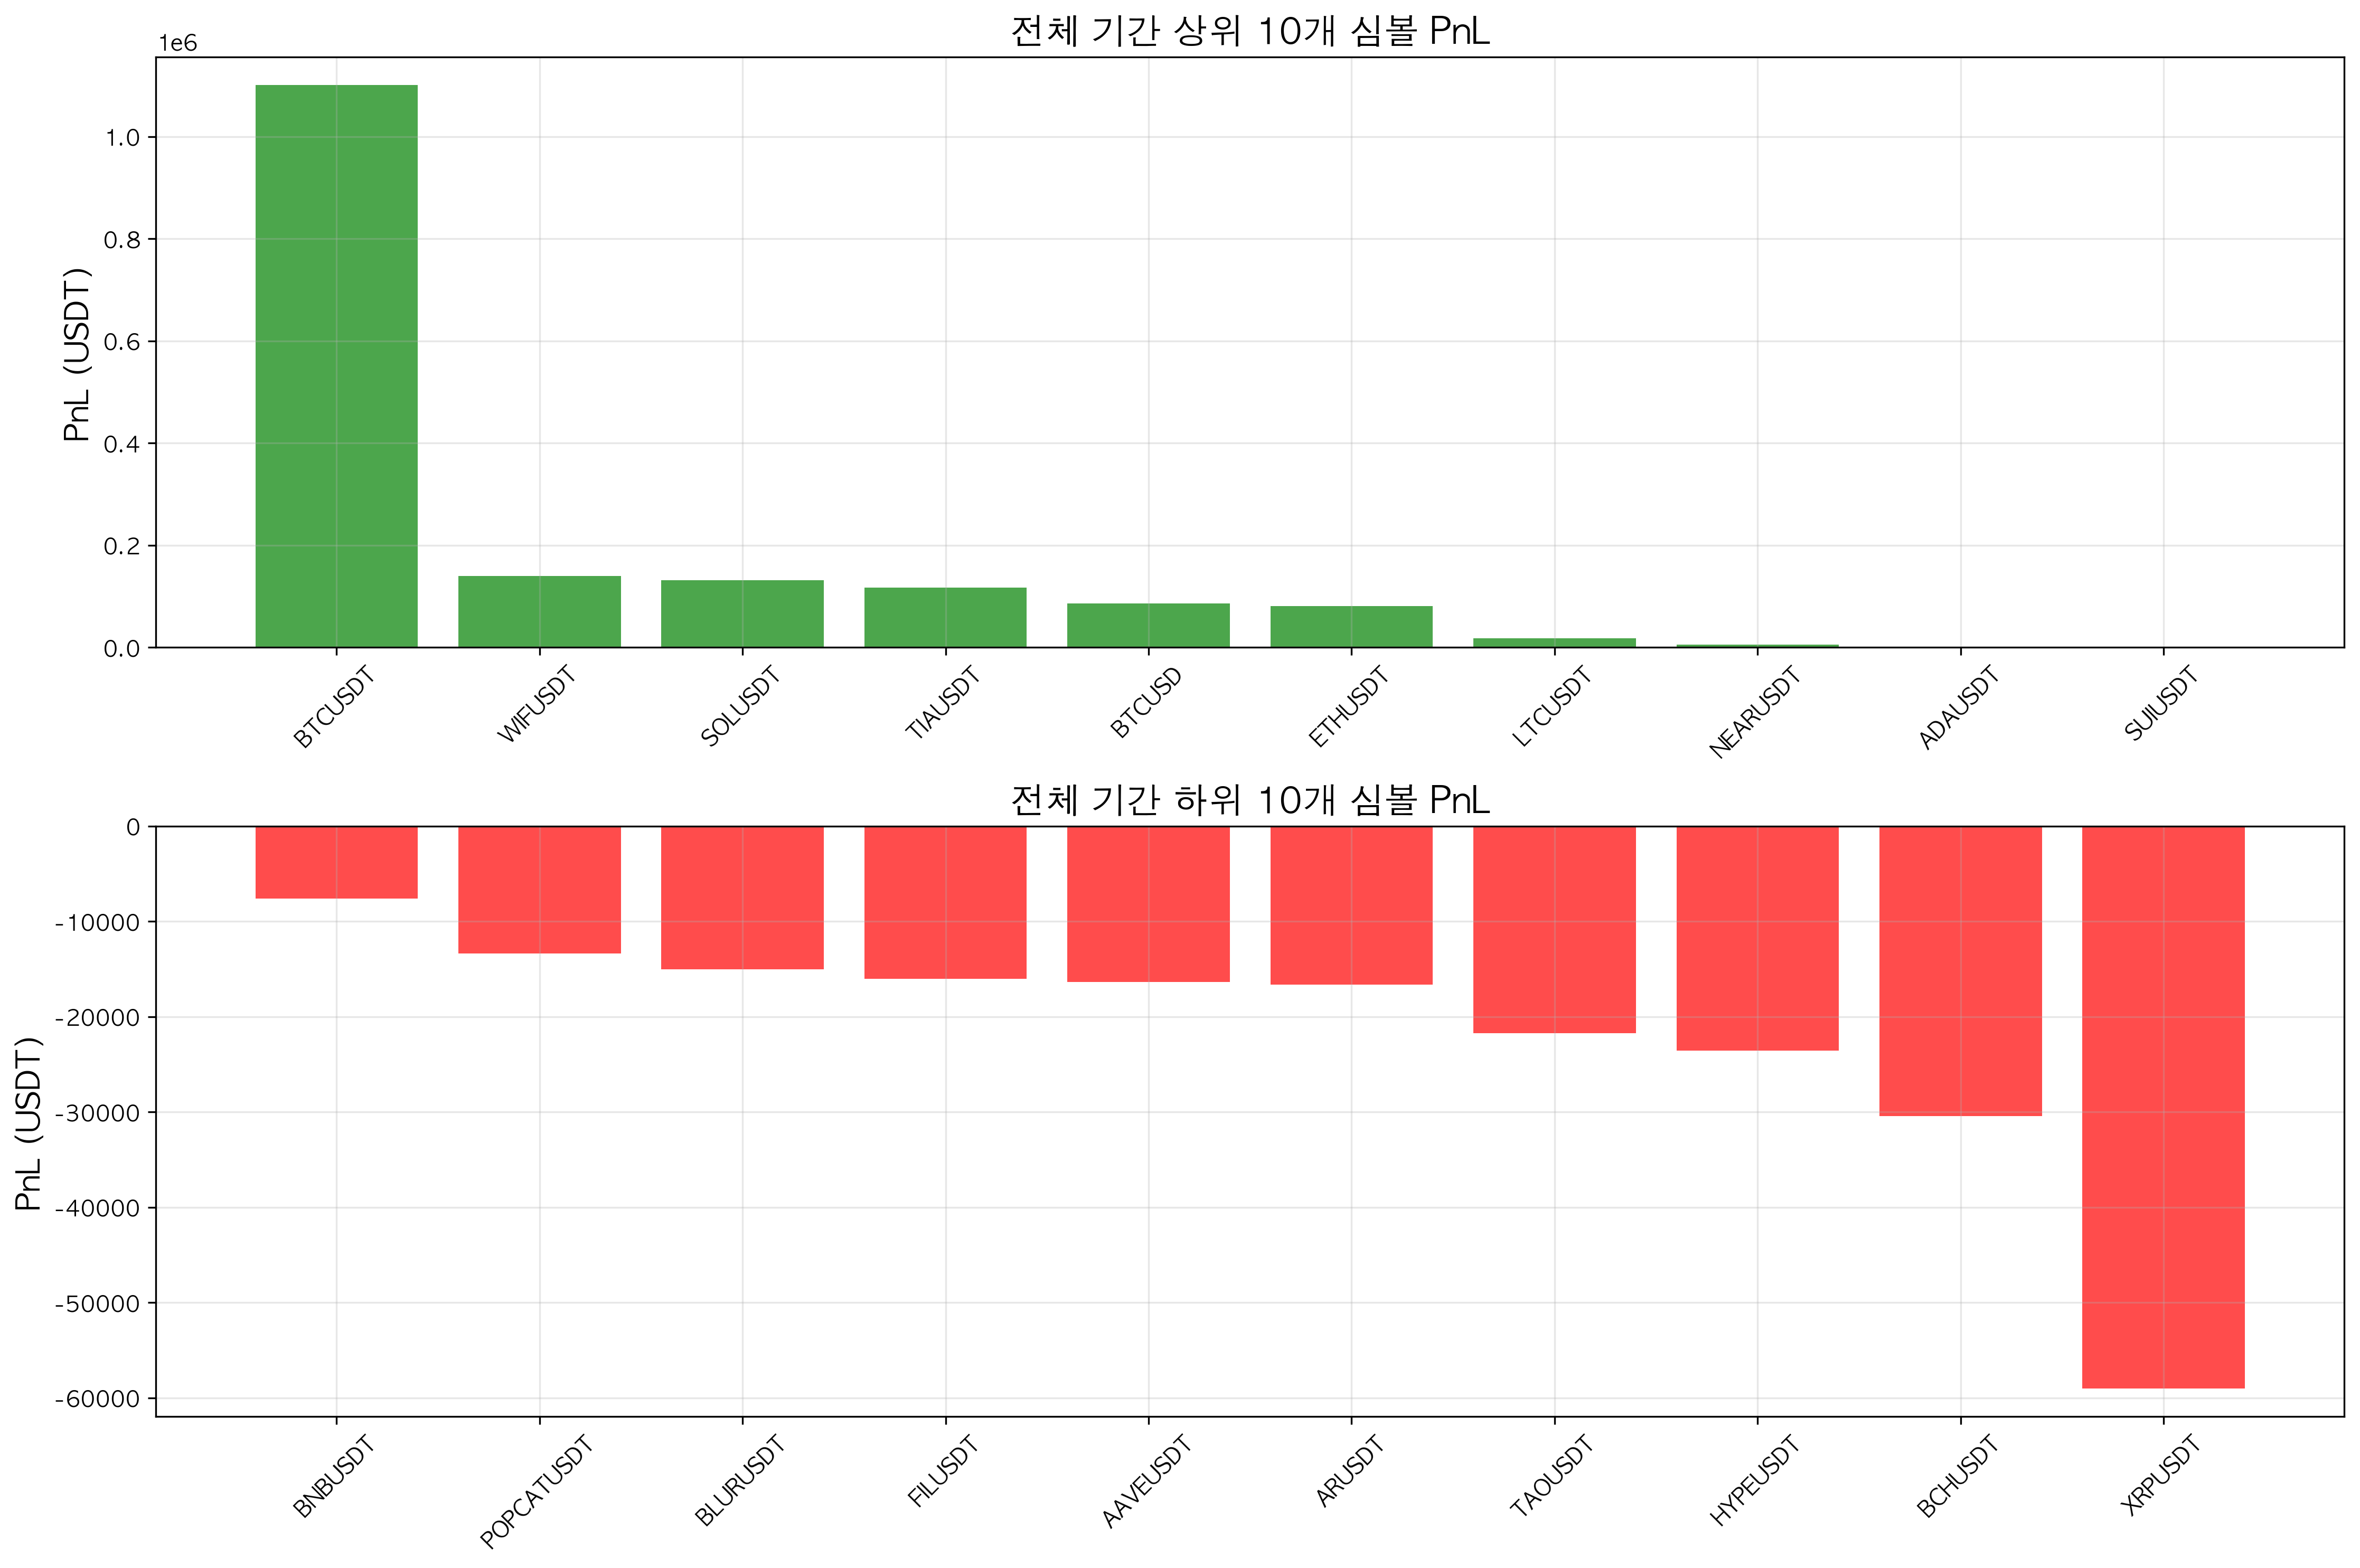 전체 기간 상위 10개 심볼 PnL
1e6
PnL (USDT)
1.0
0.8
0.6
0.4
0.2
0.0
BTCUSDT
WIFUSDT
SOLUSDT
TIAUSDT
BTCUSD
ETHUSDT
LTCUSDT
NEARUSDT
ADAUSDT
SUIUSDT
전체 기간 하위 10개 심볼 PnL
PnL (USDT)
0
-10000
-20000
-30000
-40000
-50000
-60000
BNBUSDT
POPCATUSDT
BLURUSDT
FILUSDT
AAVEUSDT
ARUSDT
TAOUSDT
HYPEUSDT
BCHUSDT
XRPUSDT